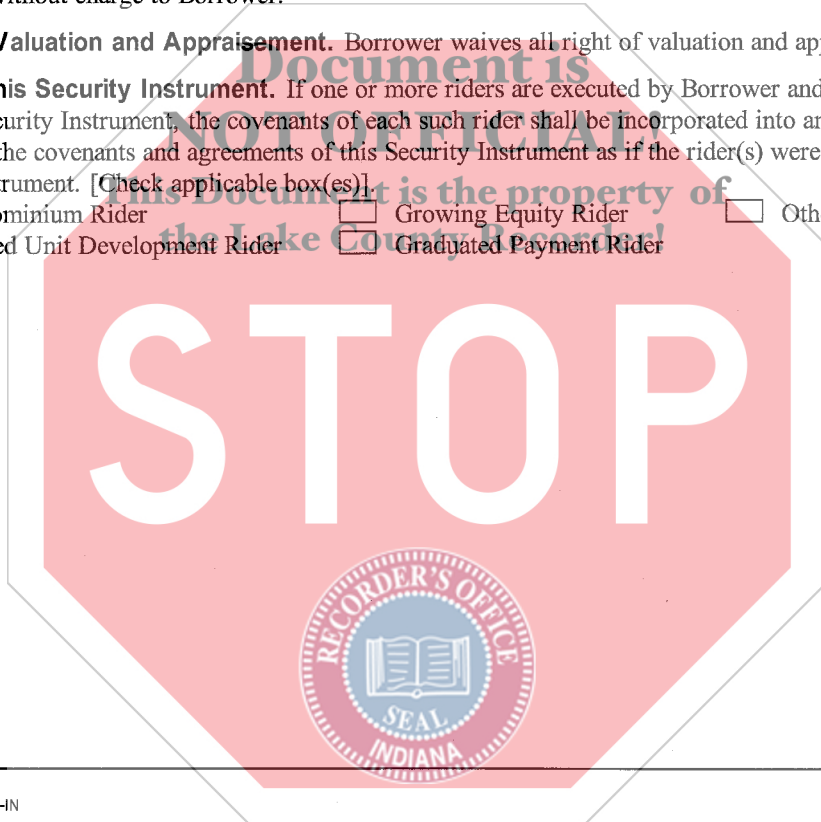 without charge to Borrower.
Valuation and Appraisement. Borrower waives all right of valuation and app
Document is
his Security Instrument. If one or more riders are executed by Borrower and
curity Instrument, the covenants of each such rider shall be incorporated into an
NOT OFFICIAL!
the covenants and agreements of this Security Instrument as if the rider(s) were
trument. [Check applicable box(es)].
This Document is the property of
ominium Rider Growing Equity Rider Oth
the Lake County Recorder!
ed Unit Development Rider Graduated Payment Rider
STOP
RECORDER'S OFFICE
SEAL
INDIANA
-IN